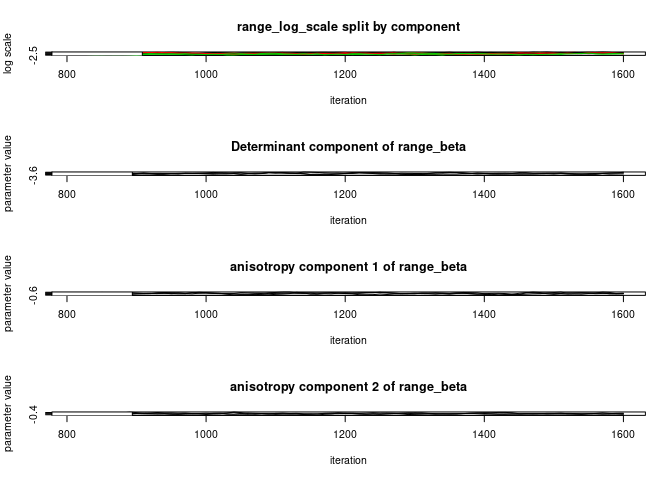 range_log_scale split by component
log scale
-2.5
800 1000 1200 1400 1600
iteration
Determinant component of range_beta
parameter value
-3.6
800 1000 1200 1400 1600
iteration
anisotropy component 1 of range_beta
parameter value
-0.6
800 1000 1200 1400 1600
iteration
anisotropy component 2 of range_beta
parameter value
-0.4
800 1000 1200 1400 1600
iteration